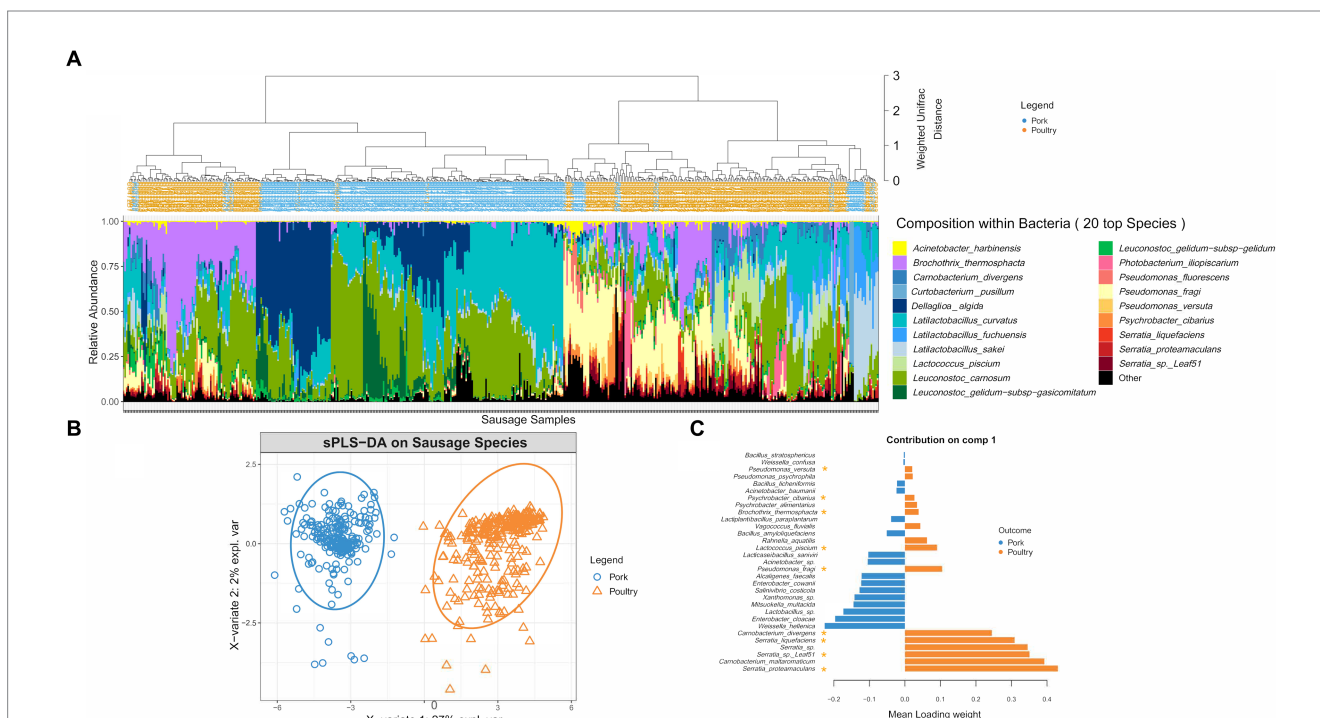 A
3
2
1
0
Weighted Unifrac
Distance
Legend
Pork
Poultry
1.00
0.75
0.50
0.25
0.00
Relative Abundance
Sausage Samples
Composition within Bacteria ( 20 top Species )
Acinetobacter_harbinensis
Brochothrix_thermosphacta
Carnobacterium_divergens
Curtobacterium_pusillum
Dellaglioa_algida
Latilactobacillus_curvatus
Latilactobacillus_fuchuensis
Latilactobacillus_sakei
Lactococcus_piscium
Leuconostoc_carnosum
Leuconostoc_gelidum-subsp-gasicomitatum
Leuconostoc_gelidum-subsp-gelidum
Photobacterium_iliopiscarium
Pseudomonas_fluorescens
Pseudomonas_fragi
Pseudomonas_versuta
Psychrobacter_cibarius
Serratia_liquefaciens
Serratia_proteamaculans
Serratia_sp._Leaf51
Other
B
sPLS-DA on Sausage Species
2.5
0.0
-2.5
X-variate 2: 2% expl. var
-6
-3
0
3
6
X-variate 1: 27% expl. var
Legend
Pork
Poultry
C
Contribution on comp 1
Bacillus_stratosphericus
Weissella_confusa
Pseudomonas_versuta
Pseudomonas_psychrophila
Bacillus_licheniformis
Acinetobacter_baumanii
Psychrobacter_cibarius
Psychrobacter_alimentarius
Brochothrix_thermosphacta
Lactiplantibacillus_paraplantarum
Vagococcus_fluvialis
Bacillus_amyloliquefaciens
Rahnella_aquatilis
Lactococcus_piscium
Lacticaseibacillus_saniviri
Acinetobacter_sp.
Pseudomonas_fragi
Alcaligenes_faecalis
Enterobacter_cowanii
Salinivibrio_costicola
Xanthomonas_sp.
Mitsuokella_multacida
Lactobacillus_sp.
Enterobacter_cloacae
Weissella_hellenica
Carnobacterium_divergens
Serratia_liquefaciens
Serratia_sp.
Serratia_sp._Leaf51
Carnobacterium_maltaromaticum
Serratia_proteamaculans
-0.2
-0.1
0.0
0.1
0.2
0.3
0.4
Mean Loading weight
Outcome
Pork
Poultry